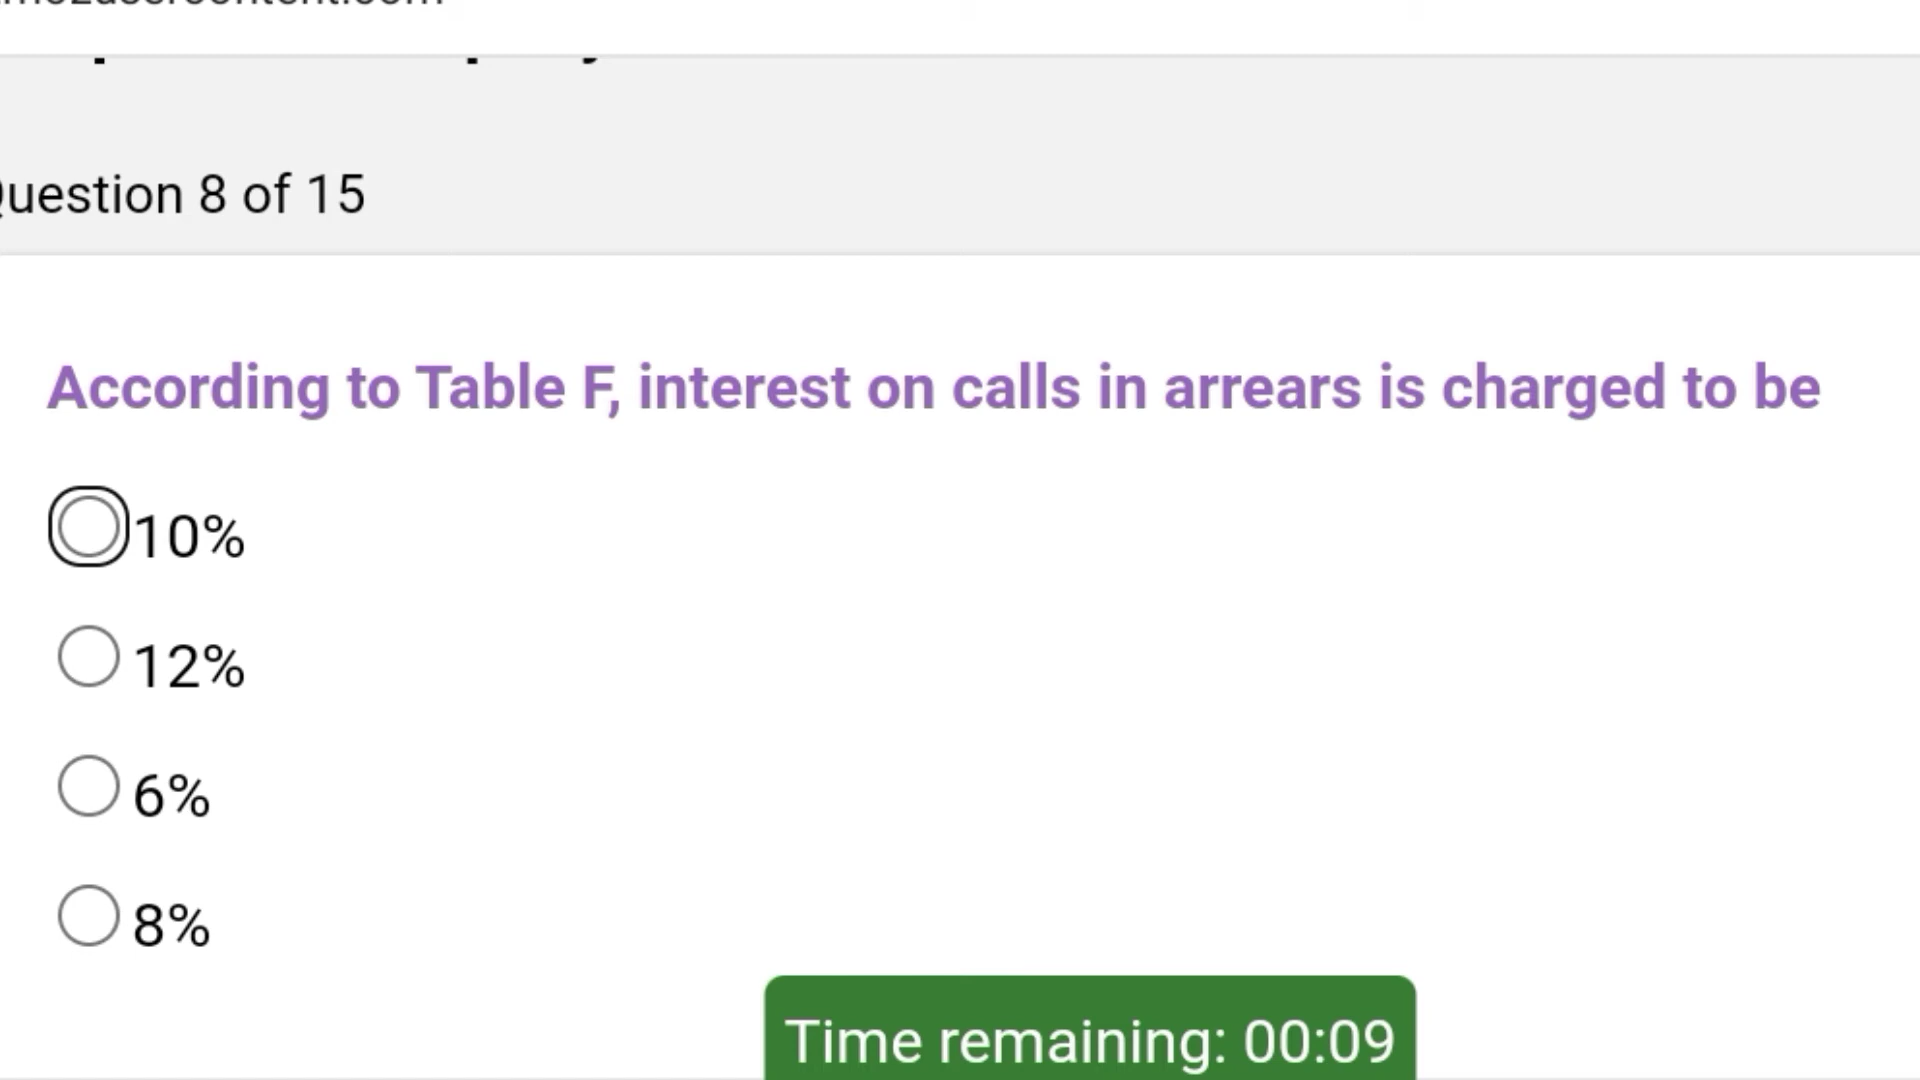 uestion 8 of 15
According to Table F, interest on calls in arrears is charged to be
10%
12%
6%
8%
Time remaining: 00:09